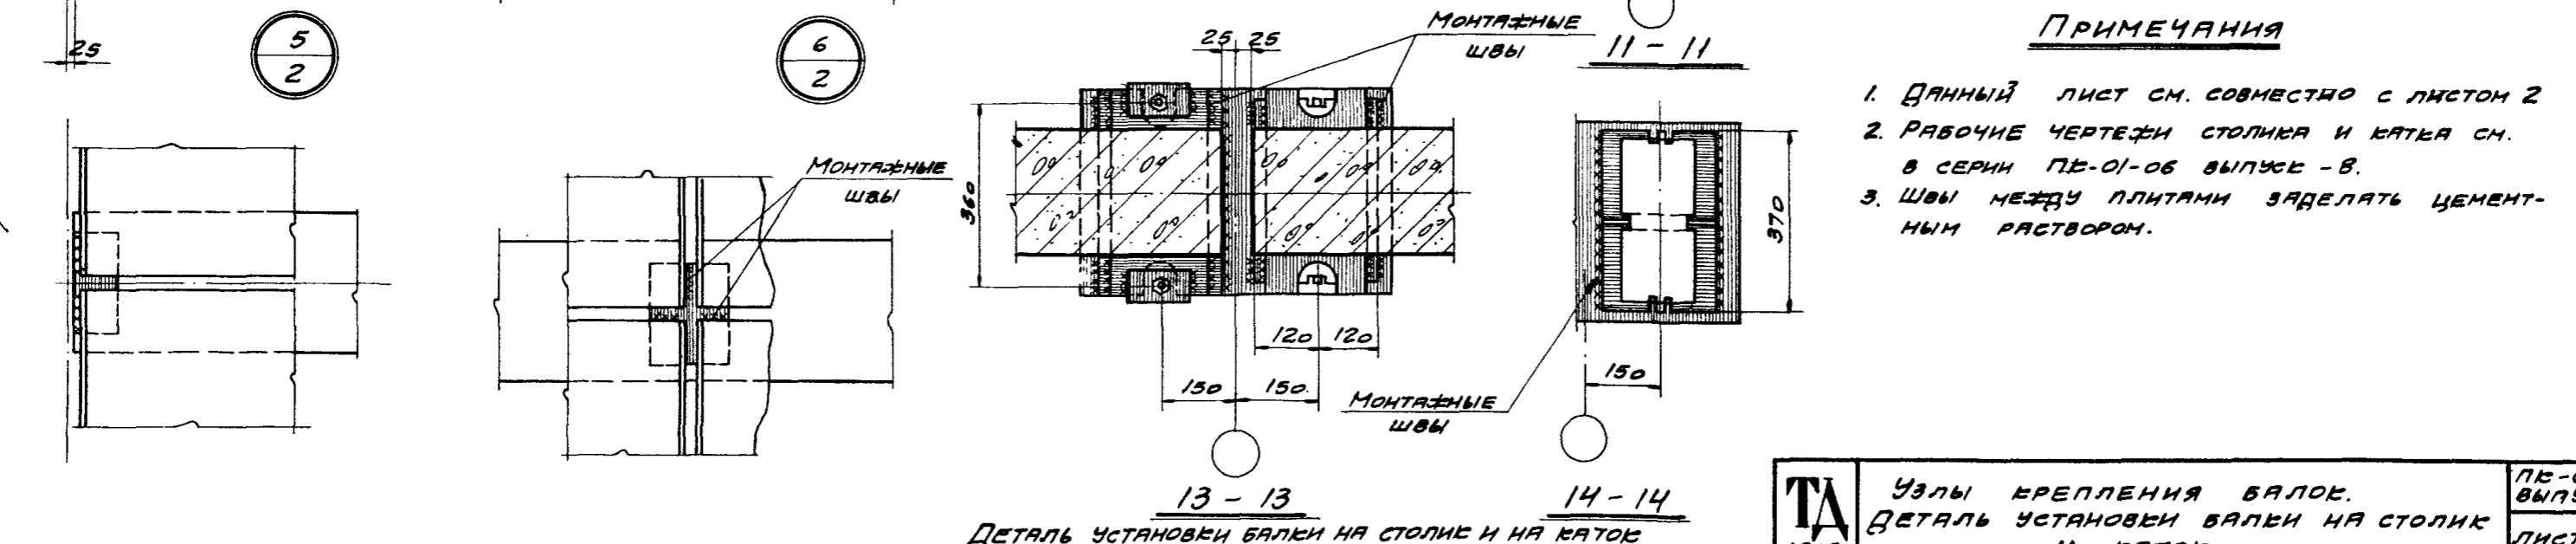 25
5
2
6
2
Монтажные
швы
25 25
Монтажные
швы
360
120 120
150 150
13 - 13
11 - 11
370
150
Монтажные
швы
14 - 14
Деталь установки балки на столик и на каток
Примечания
1. Данный лист см. совместно с листом 2
2. Рабочие чертежи столика и катка см.
в серии ПК-01-06 выпуск - 8.
3. Швы между плитами заделать цемент-
ным раствором.
ТД
Узлы крепления балок.
Деталь установки балки на столик